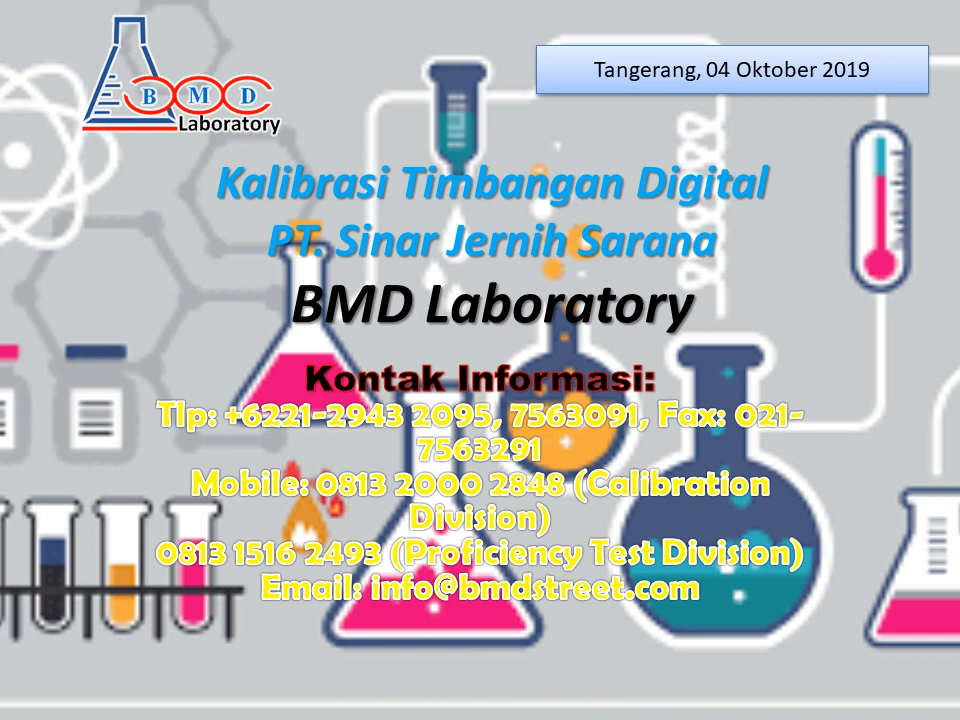 B M D
Laboratory
Tangerang, 04 Oktober 2019
Kalibrasi Timbangan Digital
PT. Sinar Jernih Sarana
BMD Laboratory
Kontak Informasi:
Tlp: +6221-2943 2095, 7563091, Fax: 021-
7563291
Mobile: 0813 2000 2848 (Calibration
Division)
0813 1516 2493 (Proficiency Test Division)
Email: info@bmdstreet.com